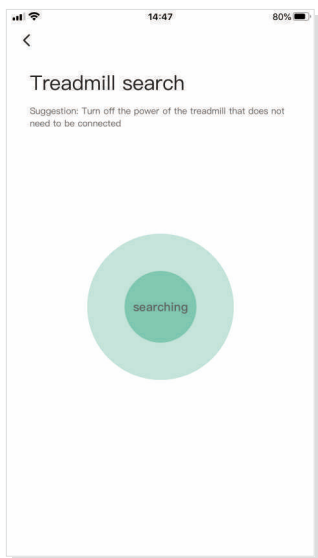 14:47
80%
Treadmill search
Suggestion: Turn off the power of the treadmill that does not
need to be connected
searching